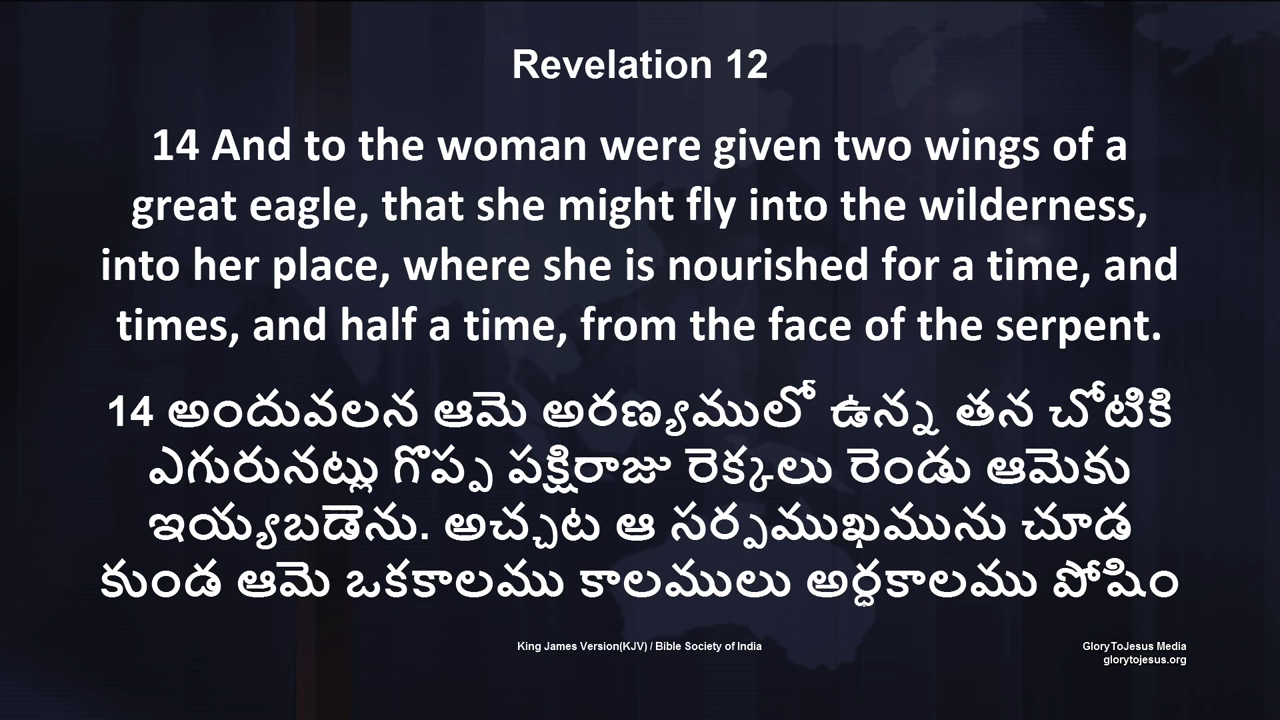 Revelation 12
14 And to the woman were given two wings of a
great eagle, that she might fly into the wilderness,
into her place, where she is nourished for a time, and
times, and half a time, from the face of the serpent.
14 అందువలన ఆమె అరణ్యములో ఉన్న తన చోటికి
ఎగురునట్లు గొప్ప పక్షిరాజు రెక్కలు రెండు ఆమెకు
ఇయ్యబడెను. అచ్చట ఆ సర్పముఖమును చూడ
కుండ ఆమె ఒకకాలము కాలములు అర్ధకాలము పోషిం
King James Version(KJV) / Bible Society of India
GloryToJesus Media
glorytojesus.org